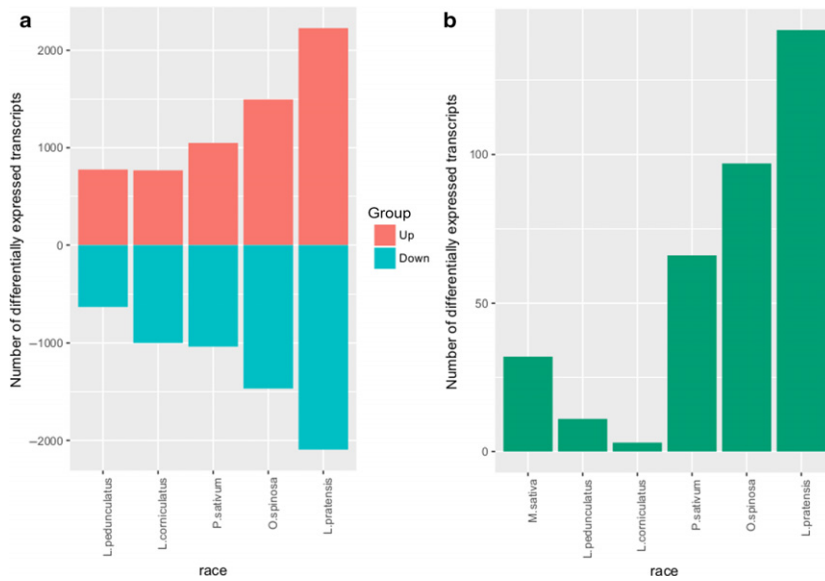 a
Number of differentially expressed transcripts
2000
1000
0
−1000
−2000
L.pedunculatus
L.corniculatus
P.sativum
O.spinosa
L.pratensis
race
Group
Up
Down
b
Number of differentially expressed transcripts
100
50
0
M.sativa
L.pedunculatus
L.corniculatus
P.sativum
O.spinosa
L.pratensis
race